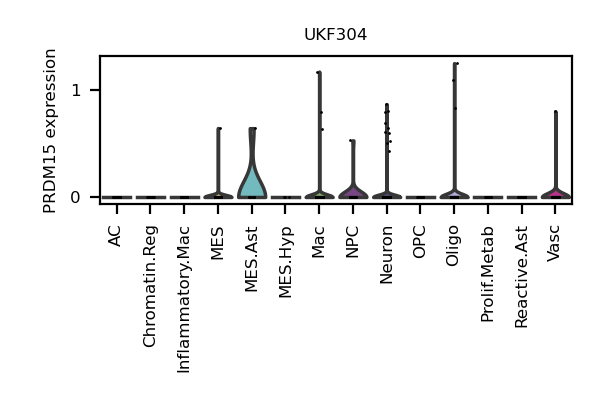 UKF304
PRDM15 expression
1
0
AC
Chromatin.Reg
Inflammatory.Mac
MES
MES.Ast
MES.Hyp
Mac
NPC
Neuron
OPC
Oligo
Prolif.Metab
Reactive.Ast
Vasc